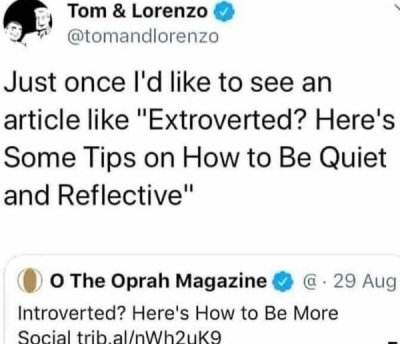 Tom & Lorenzo
@tomandlorenzo
Just once I'd like to see an
article like "Extroverted? Here's
Some Tips on How to Be Quiet
and Reflective"
O The Oprah Magazine @ · 29 Aug
Introverted? Here's How to Be More
Social trib.al/nWh2uK9